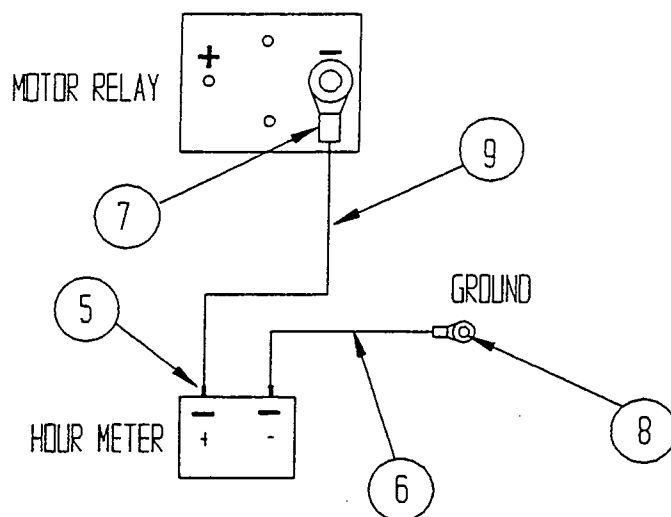 + -
MOTOR RELAY
9
7
GROUND
5
- -
+ -
HOUR METER
8
6